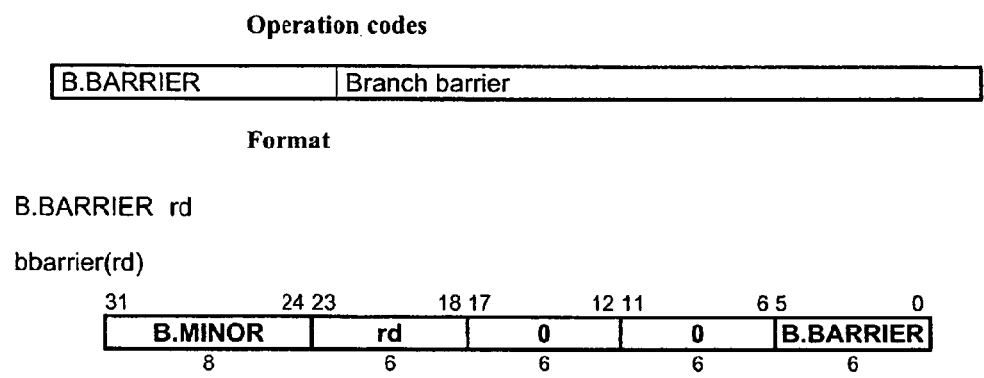 Operation codes
B.BARRIER Branch barrier
Format
B.BARRIER rd
bbarrier(rd)
31 24 23 18 17 12 11 6 5 0
B.MINOR rd 0 0 B.BARRIER
8 6 6 6 6